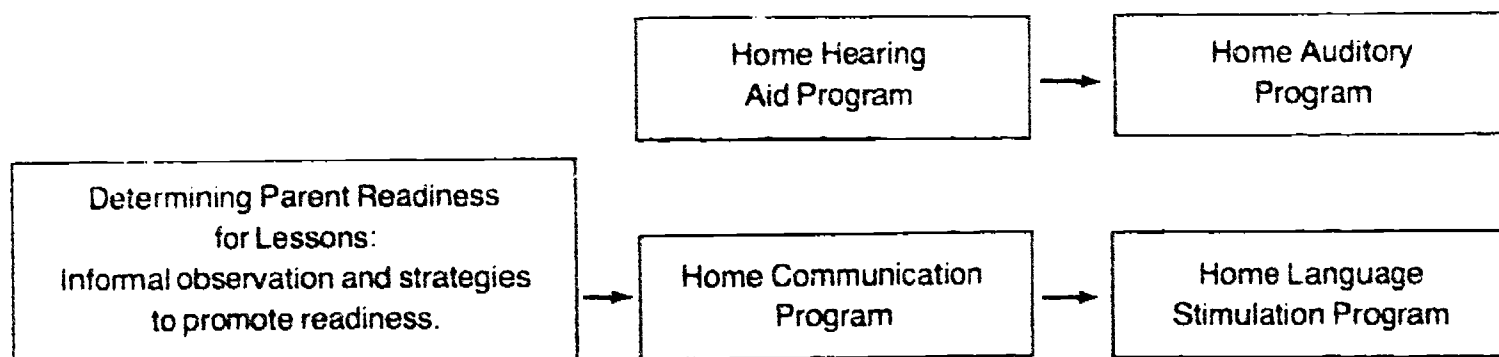 Home Hearing
Aid Program
Home Auditory
Program
Determining Parent Readiness
for Lessons:
Informal observation and strategies
to promote readiness.
Home Communication
Program
Home Language
Stimulation Program